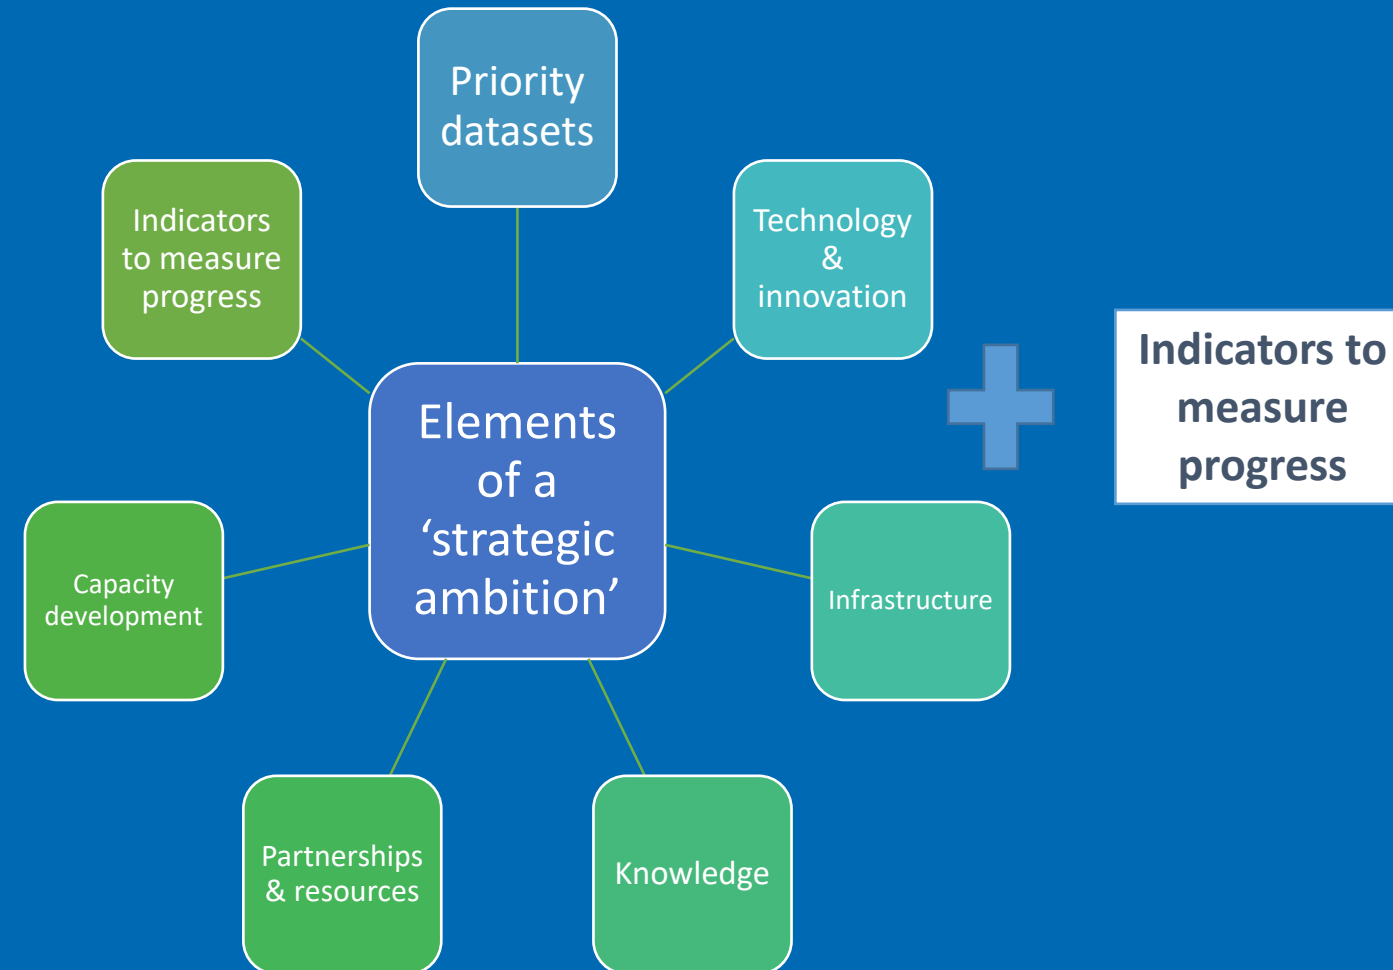 Priority
datasets
Indicators
to measure
progress
Technology
&
innovation
Indicators to
measure
progress
Elements
of a
‘strategic
ambition’
Capacity
development
Infrastructure
Partnerships
& resources
Knowledge